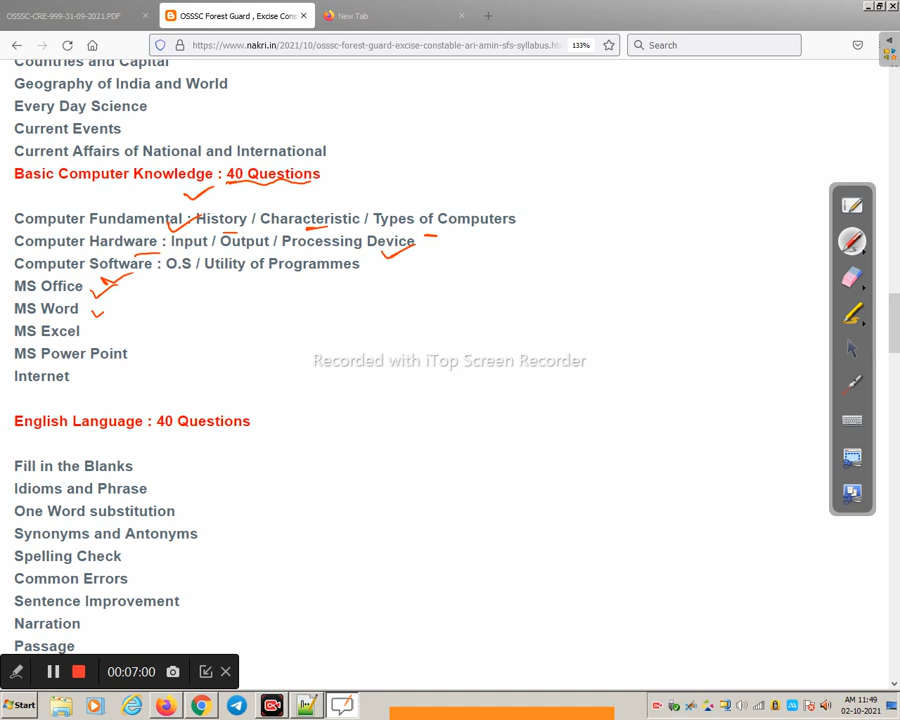 OSSSC-CRE-999-31-09-2021.PDF
OSSSC Forest Guard , Excise Cons
New Tab
https://www.nakri.in/2021/10/osssc-forest-guard-excise-constable-ari-amin-sfs-syllabus.htm
133%
Search
Countries and Capital
Geography of India and World
Every Day Science
Current Events
Current Affairs of National and International
Basic Computer Knowledge : 40 Questions
Computer Fundamental : History / Characteristic / Types of Computers
Computer Hardware : Input / Output / Processing Device
Computer Software : O.S / Utility of Programmes
MS Office
MS Word
MS Excel
Recorded with iTop Screen Recorder
MS Power Point
Internet
English Language : 40 Questions
Fill in the Blanks
Idioms and Phrase
One Word substitution
Synonyms and Antonyms
Spelling Check
Common Errors
Sentence Improvement
Narration
Passage
00:07:00
Start
AM 11:49
02-10-2021